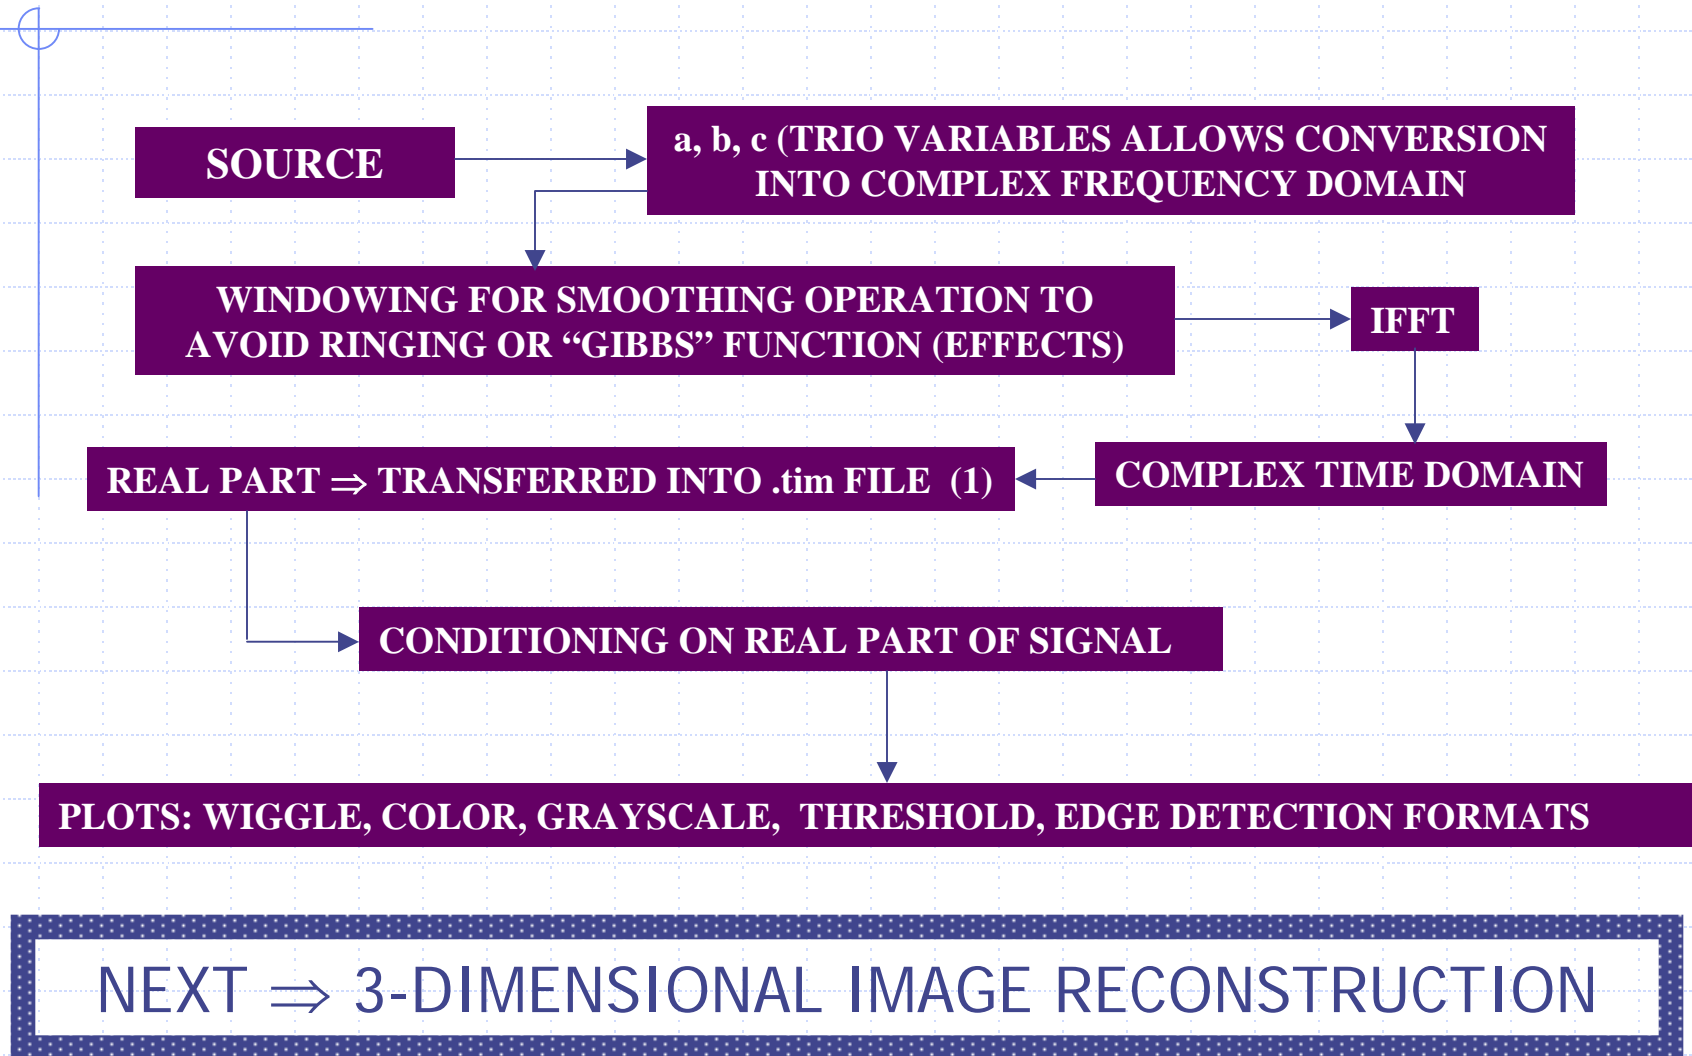 SOURCE
a, b, c (TRIO VARIABLES ALLOWS CONVERSION
INTO COMPLEX FREQUENCY DOMAIN
WINDOWING FOR SMOOTHING OPERATION TO
AVOID RINGING OR “GIBBS” FUNCTION (EFFECTS)
IFFT
COMPLEX TIME DOMAIN
REAL PART ⇒ TRANSFERRED INTO .tim FILE (1)
CONDITIONING ON REAL PART OF SIGNAL
PLOTS: WIGGLE, COLOR, GRAYSCALE, THRESHOLD, EDGE DETECTION FORMATS
NEXT ⇒ 3-DIMENSIONAL IMAGE RECONSTRUCTION